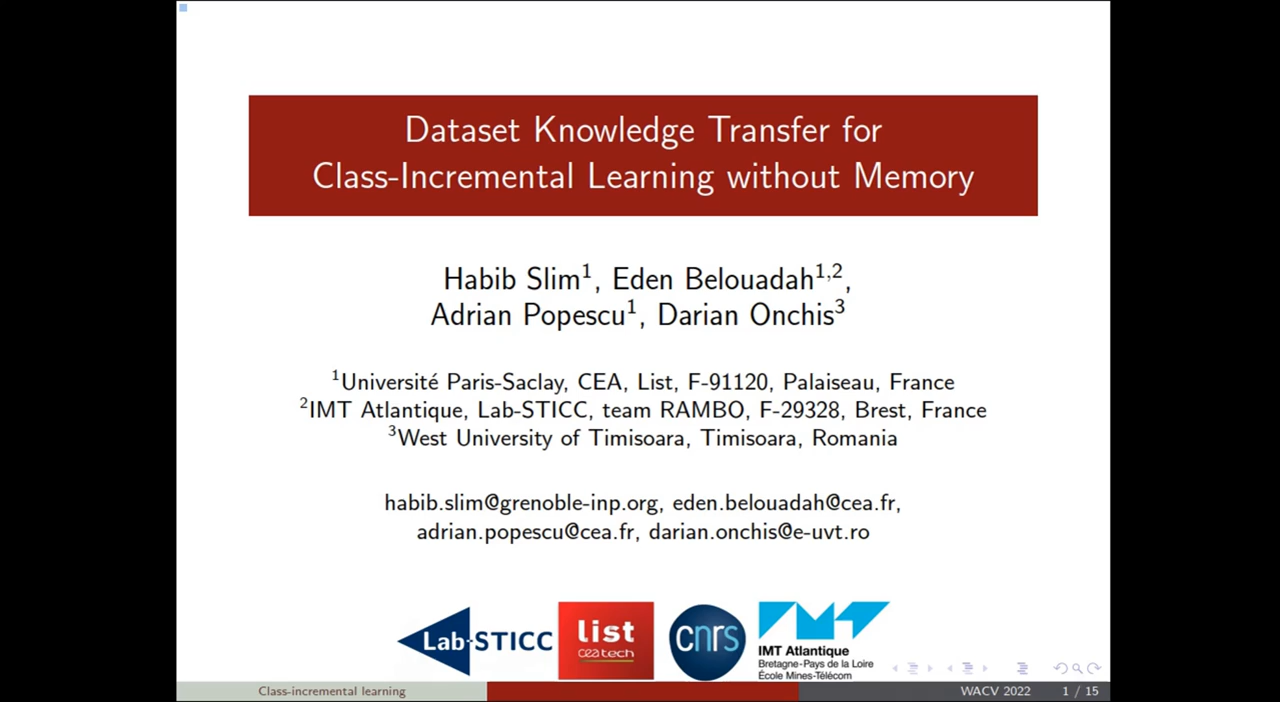 Dataset Knowledge Transfer for
Class-Incremental Learning without Memory
Habib Slim¹, Eden Belouadah¹,²,
Adrian Popescu¹, Darian Onchis³
¹Université Paris-Saclay, CEA, List, F-91120, Palaiseau, France
²IMT Atlantique, Lab-STICC, team RAMBO, F-29328, Brest, France
³West University of Timisoara, Timisoara, Romania
habib.slim@grenoble-inp.org, eden.belouadah@cea.fr,
adrian.popescu@cea.fr, darian.onchis@e-uvt.ro
Lab-STICC
list
ceatech
cnrs
IMT Atlantique
Bretagne-Pays de la Loire
École Mines-Télécom
Class-incremental learning
WACV 2022
1 / 15